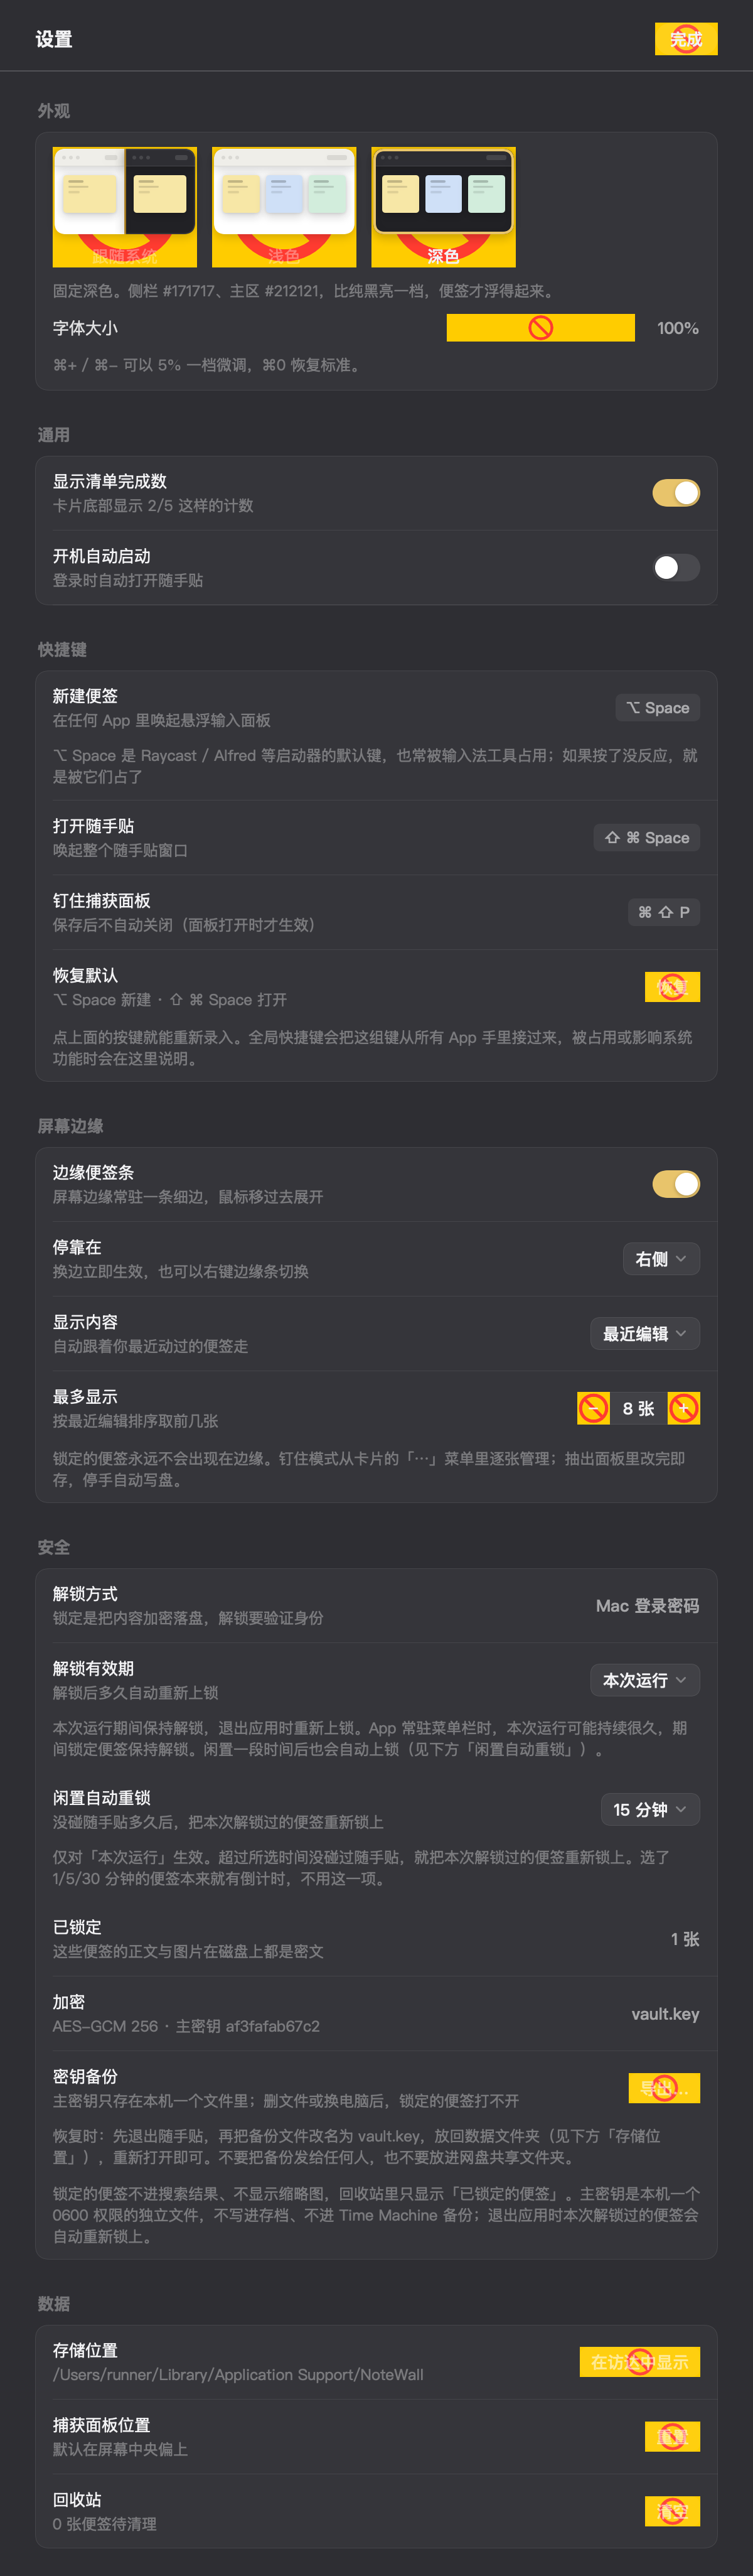 设置
完成
外观
跟随系统
浅色
深色
固定深色。侧栏 #171717、主区 #212121，比纯黑亮一档，便签才浮得起来。
字体大小
100%
⌘+ / ⌘− 可以 5% 一档微调，⌘0 恢复标准。
通用
显示清单完成数
卡片底部显示 2/5 这样的计数
开机自动启动
登录时自动打开随手贴
快捷键
新建便签
在任何 App 里唤起悬浮输入面板
⌥ Space
⌥ Space 是 Raycast / Alfred 等启动器的默认键，也常被输入法工具占用；如果按了没反应，就
是被它们占了
打开随手贴
唤起整个随手贴窗口
⇧ ⌘ Space
钉住捕获面板
保存后不自动关闭（面板打开时才生效）
⌘ ⇧ P
恢复默认
⌥ Space 新建 · ⇧ ⌘ Space 打开
恢复
点上面的按键就能重新录入。全局快捷键会把这组键从所有 App 手里接过来，被占用或影响系统
功能时会在这里说明。
屏幕边缘
边缘便签条
屏幕边缘常驻一条细边，鼠标移过去展开
停靠在
换边立即生效，也可以右键边缘条切换
右侧
显示内容
自动跟着你最近动过的便签走
最近编辑
最多显示
按最近编辑排序取前几张
− 8 张 +
锁定的便签永远不会出现在边缘。钉住模式从卡片的「…」菜单里逐张管理；抽出面板里改完即
存，停手自动写盘。
安全
解锁方式
锁定是把内容加密落盘，解锁要验证身份
Mac 登录密码
解锁有效期
解锁后多久自动重新上锁
本次运行
本次运行期间保持解锁，退出应用时重新上锁。App 常驻菜单栏时，本次运行可能持续很久，期
间锁定便签保持解锁。闲置一段时间后也会自动上锁（见下方「闲置自动重锁」）。
闲置自动重锁
没碰随手贴多久后，把本次解锁过的便签重新锁上
15 分钟
仅对「本次运行」生效。超过所选时间没碰过随手贴，就把本次解锁过的便签重新锁上。选了
1/5/30 分钟的便签本来就有倒计时，不用这一项。
已锁定
这些便签的正文与图片在磁盘上都是密文
1 张
加密
AES-GCM 256 · 主密钥 af3fafab67c2
vault.key
密钥备份
主密钥只存在本机一个文件里；删文件或换电脑后，锁定的便签打不开
导出…
恢复时：先退出随手贴，再把备份文件改名为 vault.key，放回数据文件夹（见下方「存储位
置」），重新打开即可。不要把备份发给任何人，也不要放进网盘共享文件夹。
锁定的便签不进搜索结果、不显示缩略图，回收站里只显示「已锁定的便签」。主密钥是本机一个
0600 权限的独立文件，不写进存档、不进 Time Machine 备份；退出应用时本次解锁过的便签会
自动重新锁上。
数据
存储位置
/Users/runner/Library/Application Support/NoteWall
在访达中显示
捕获面板位置
默认在屏幕中央偏上
重置
回收站
0 张便签待清理
清空